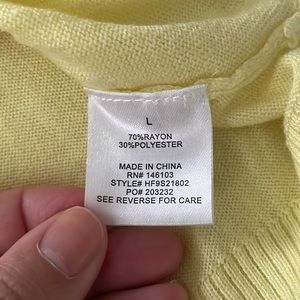 L
70%RAYON
30%POLYESTER
MADE IN CHINA
RN# 146103
STYLE# HF9S21802
PO# 203232
SEE REVERSE FOR CARE